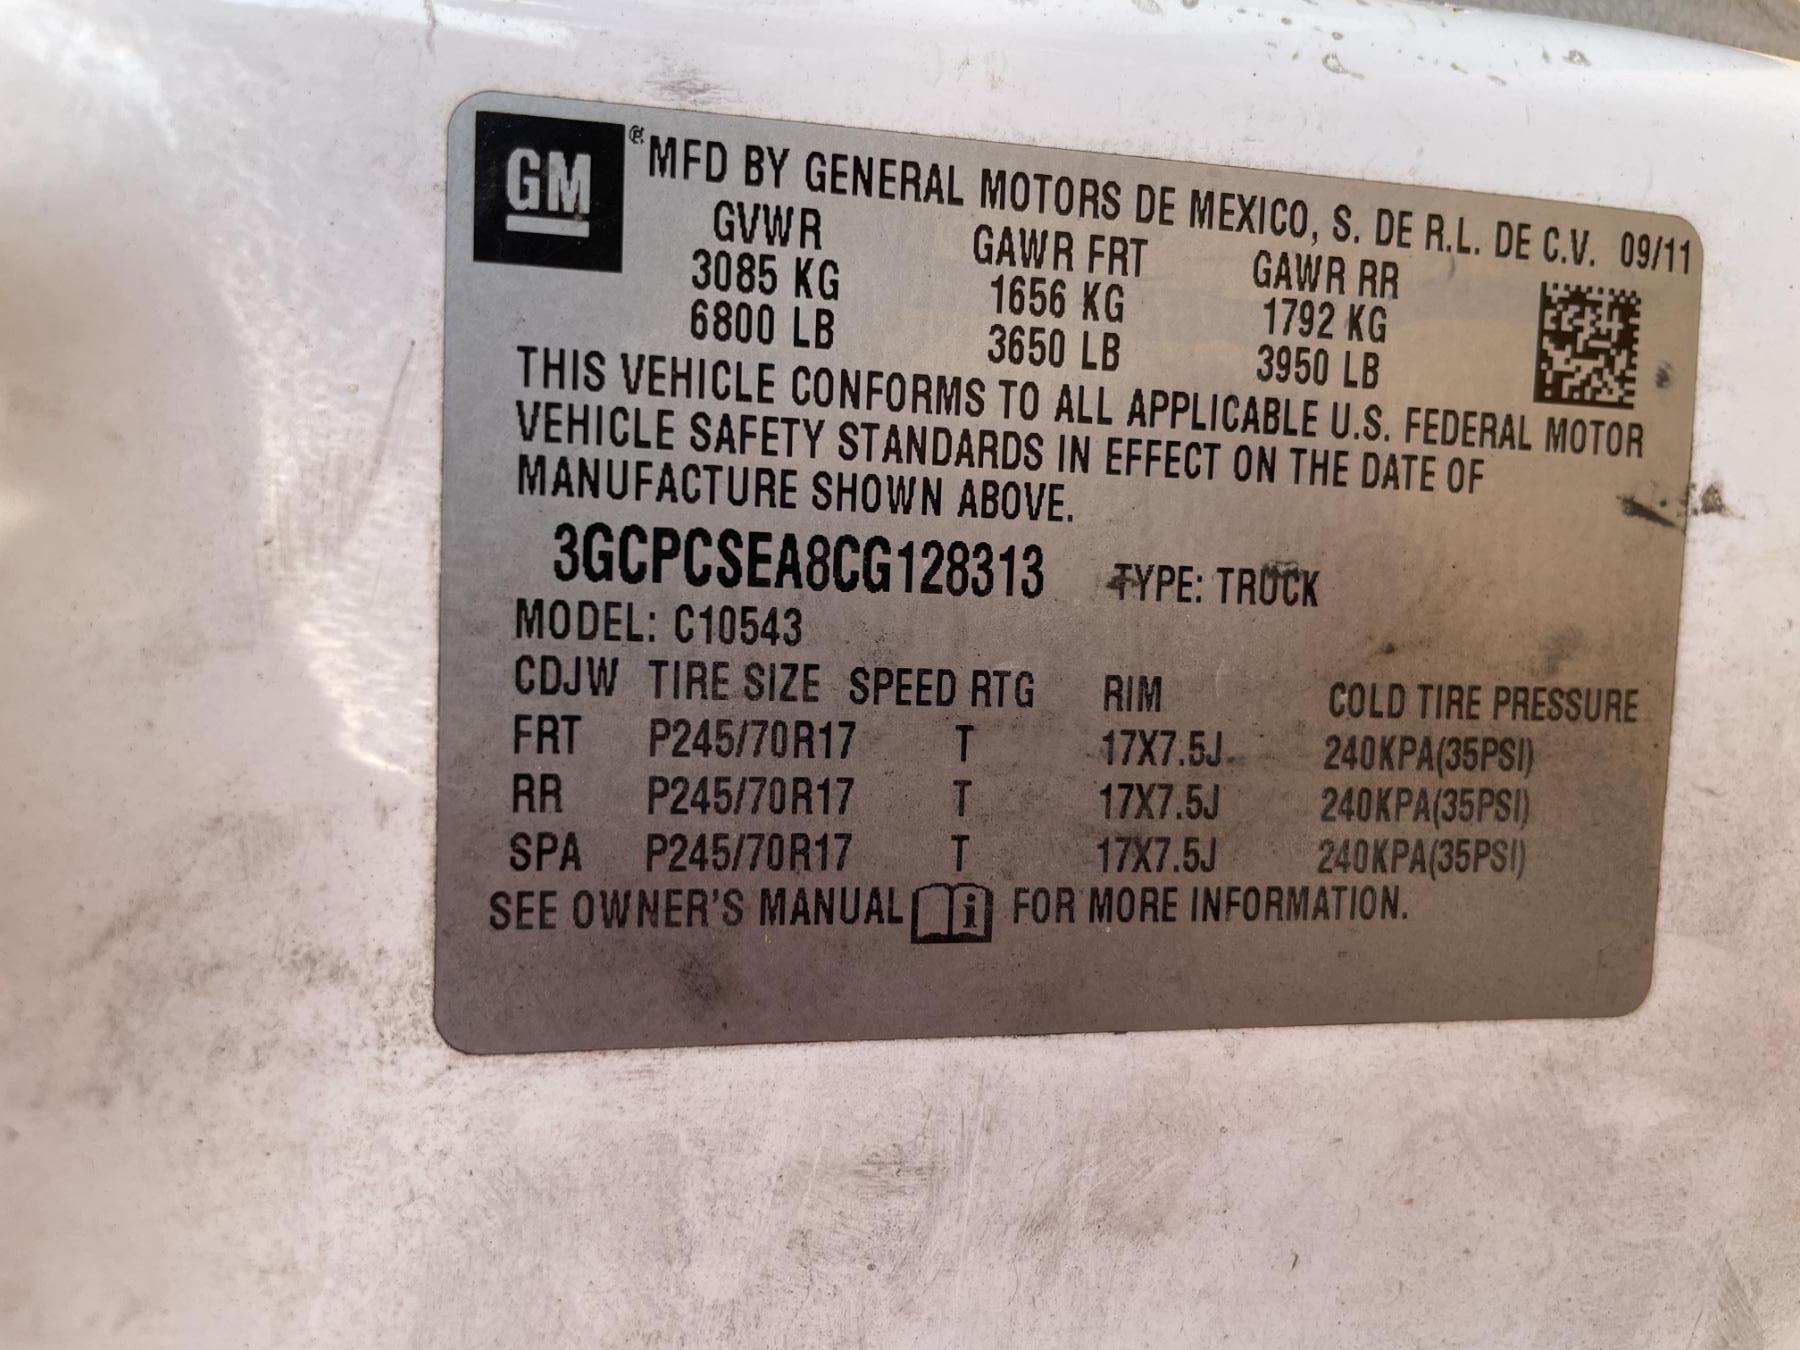 GM
® MFD BY GENERAL MOTORS DE MEXICO, S. DE R.L. DE C.V. 09/11
GVWR GAWR FRT GAWR RR
3085 KG 1656 KG 1792 KG
6800 LB 3650 LB 3950 LB
THIS VEHICLE CONFORMS TO ALL APPLICABLE U.S. FEDERAL MOTOR
VEHICLE SAFETY STANDARDS IN EFFECT ON THE DATE OF
MANUFACTURE SHOWN ABOVE.
3GCPCSEA8CG128313 TYPE: TRUCK
MODEL: C10543
CDJW TIRE SIZE SPEED RTG RIM COLD TIRE PRESSURE
FRT P245/70R17 T 17X7.5J 240KPA(35PSI)
RR P245/70R17 T 17X7.5J 240KPA(35PSI)
SPA P245/70R17 T 17X7.5J 240KPA(35PSI)
SEE OWNER'S MANUAL i FOR MORE INFORMATION.